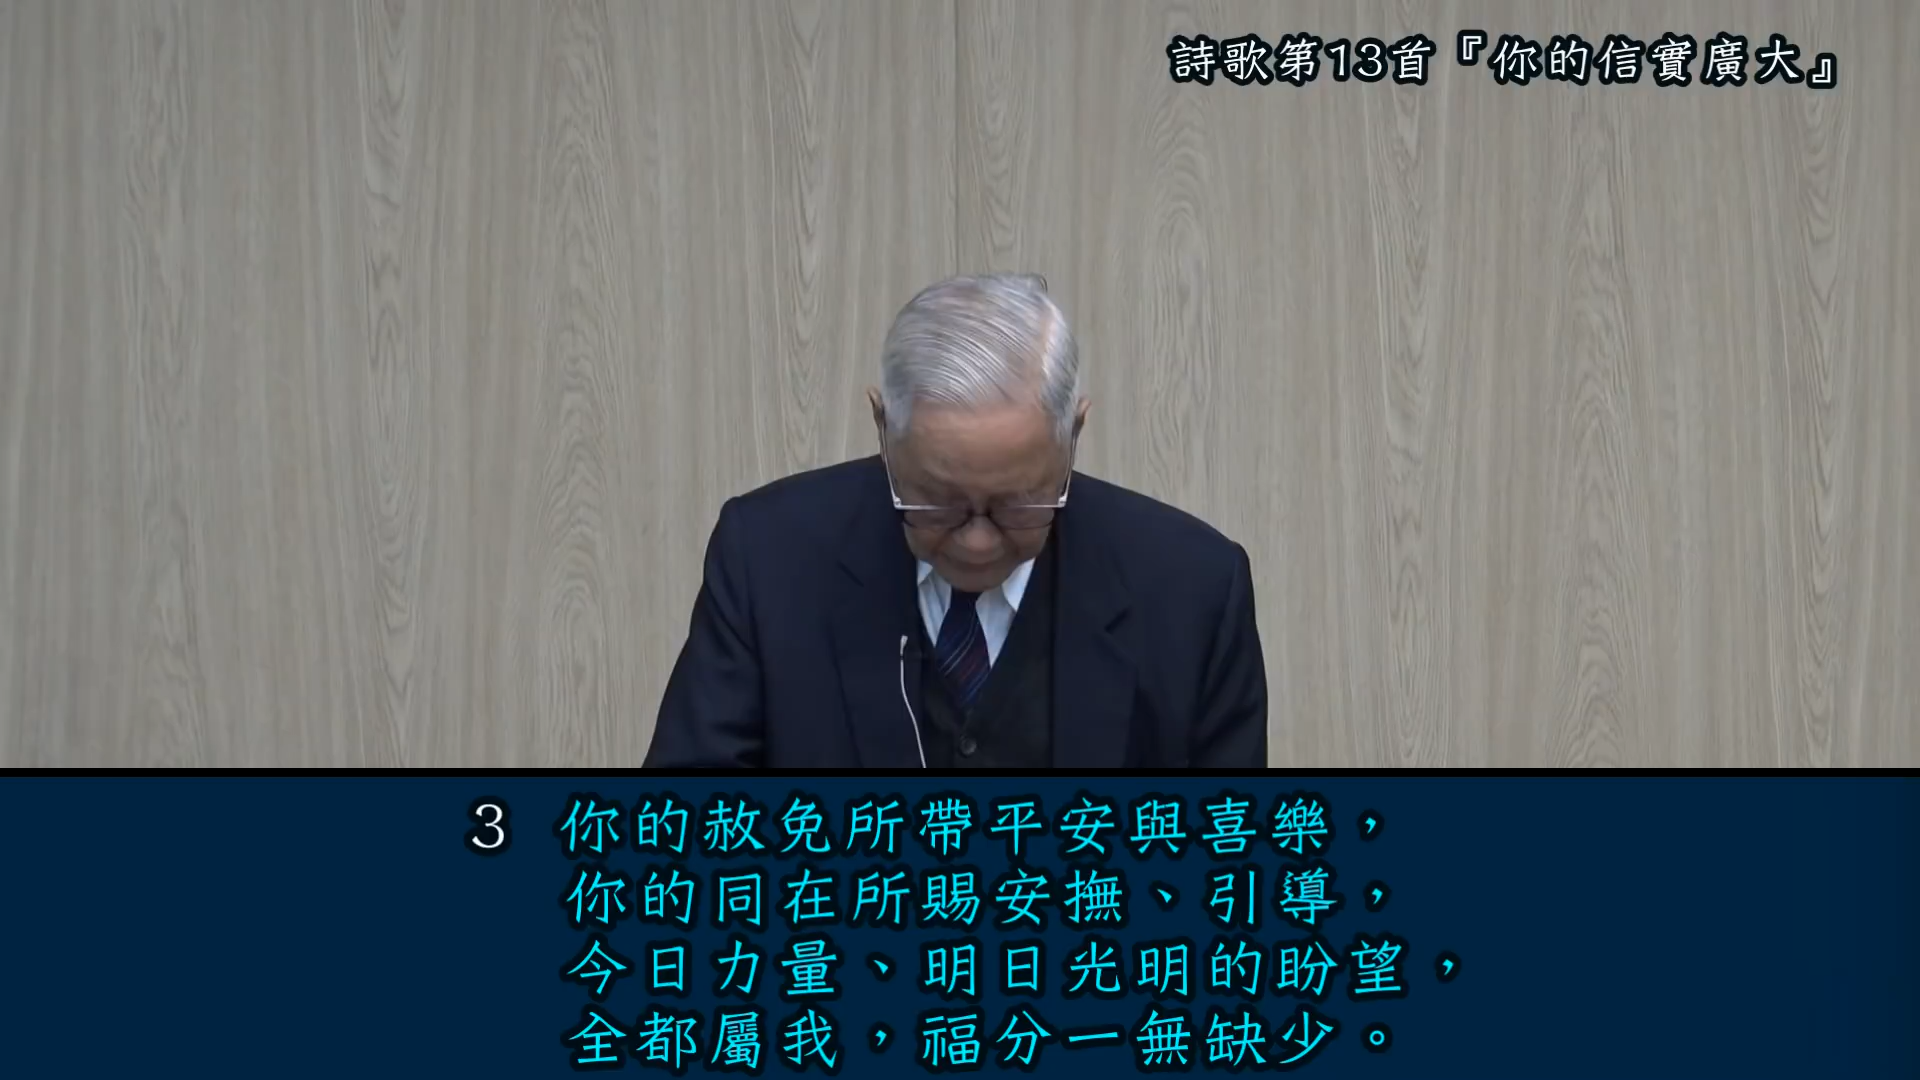 詩歌第13首『你的信實廣大』
3 你的赦免所帶平安與喜樂，
你的同在所賜安撫、引導，
今日力量、明日光明的盼望，
全都屬我，福分一無缺少。